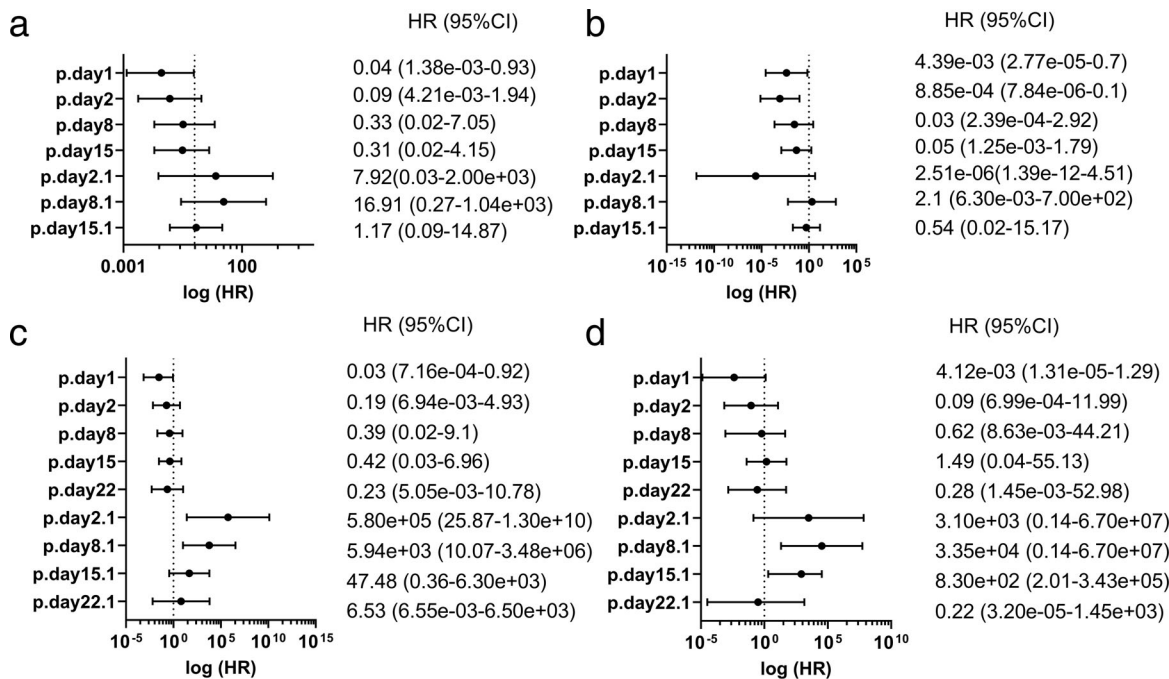 a
HR (95%CI)
p.day1 0.04 (1.38e-03-0.93)
p.day2 0.09 (4.21e-03-1.94)
p.day8 0.33 (0.02-7.05)
p.day15 0.31 (0.02-4.15)
p.day2.1 7.92(0.03-2.00e+03)
p.day8.1 16.91 (0.27-1.04e+03)
p.day15.1 1.17 (0.09-14.87)
0.001 100
log (HR)
b
HR (95%CI)
p.day1 4.39e-03 (2.77e-05-0.7)
p.day2 8.85e-04 (7.84e-06-0.1)
p.day8 0.03 (2.39e-04-2.92)
p.day15 0.05 (1.25e-03-1.79)
p.day2.1 2.51e-06(1.39e-12-4.51)
p.day8.1 2.1 (6.30e-03-7.00e+02)
p.day15.1 0.54 (0.02-15.17)
10-15 10-10 10-5 100 105
log (HR)
c
HR (95%CI)
p.day1 0.03 (7.16e-04-0.92)
p.day2 0.19 (6.94e-03-4.93)
p.day8 0.39 (0.02-9.1)
p.day15 0.42 (0.03-6.96)
p.day22 0.23 (5.05e-03-10.78)
p.day2.1 5.80e+05 (25.87-1.30e+10)
p.day8.1 5.94e+03 (10.07-3.48e+06)
p.day15.1 47.48 (0.36-6.30e+03)
p.day22.1 6.53 (6.55e-03-6.50e+03)
10-5 100 105 1010 1015
log (HR)
d
HR (95%CI)
p.day1 4.12e-03 (1.31e-05-1.29)
p.day2 0.09 (6.99e-04-11.99)
p.day8 0.62 (8.63e-03-44.21)
p.day15 1.49 (0.04-55.13)
p.day22 0.28 (1.45e-03-52.98)
p.day2.1 3.10e+03 (0.14-6.70e+07)
p.day8.1 3.35e+04 (0.14-6.70e+07)
p.day15.1 8.30e+02 (2.01-3.43e+05)
p.day22.1 0.22 (3.20e-05-1.45e+03)
10-5 100 105 1010
log (HR)